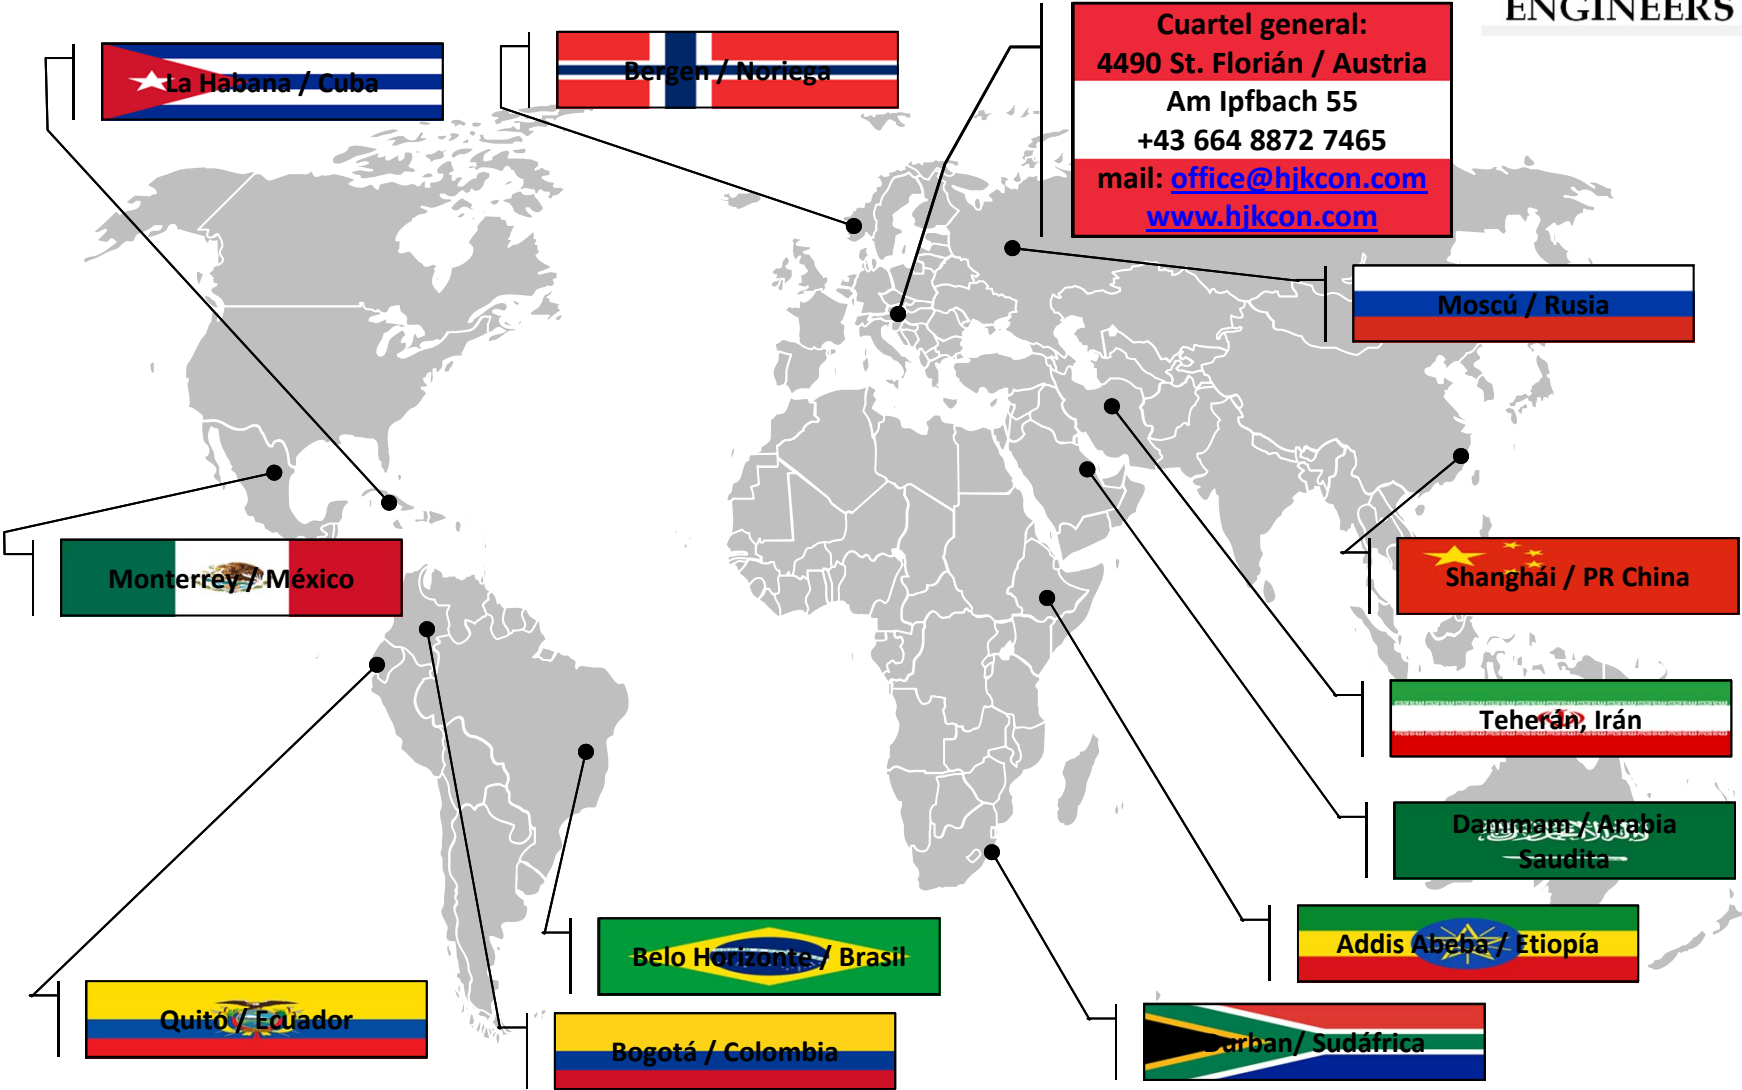 ENGINEERS
Cuartel general:
4490 St. Florián / Austria
Am Ipfbach 55
+43 664 8872 7465
mail: office@hjkcon.com
www.hjkcon.com
La Habana / Cuba
Bergen / Noriega
Moscú / Rusia
Monterrey / México
Shanghái / PR China
Teherán, Irán
Dammam / Arabia
Saudita
Addis Abeba / Etiopía
Belo Horizonte / Brasil
Quito / Ecuador
Bogotá / Colombia
Durban/ Sudáfrica